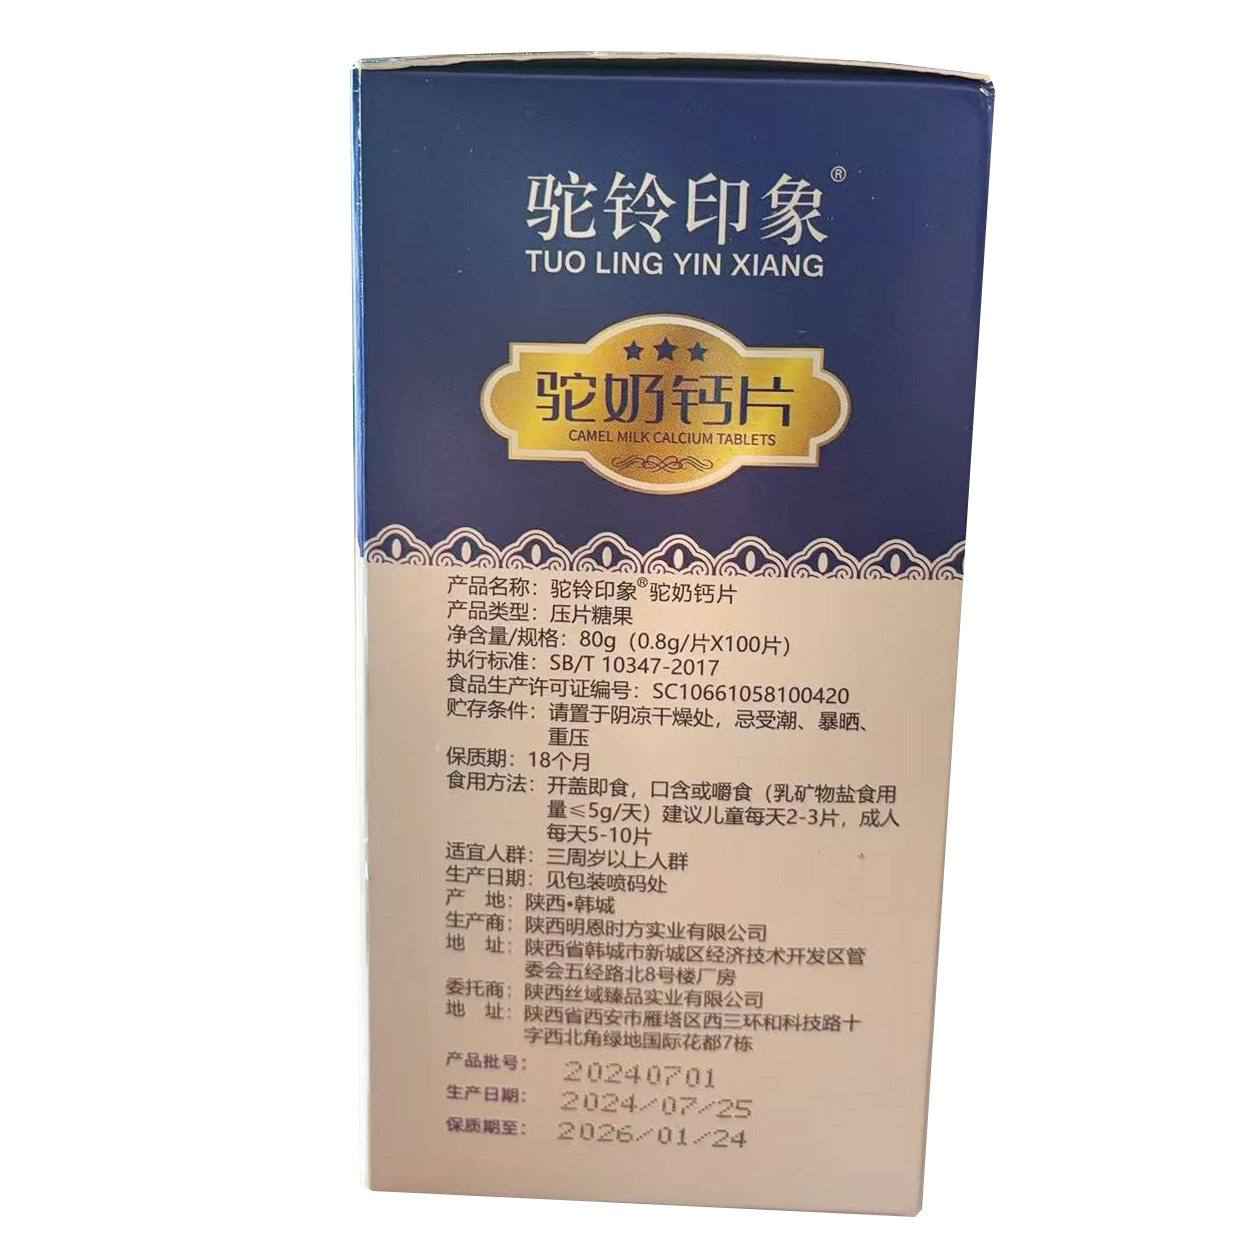 驼铃印象®
TUO LING YIN XIANG
驼奶钙片
CAMEL MILK CALCIUM TABLETS
产品名称：驼铃印象®驼奶钙片
产品类型：压片糖果
净含量/规格：80g（0.8g/片X100片）
执行标准：SB/T 10347-2017
食品生产许可证编号：SC10661058100420
贮存条件：请置于阴凉干燥处，忌受潮、暴晒、
重压
保质期：18个月
食用方法：开盖即食，口含或嚼食（乳矿物盐食用
量≤5g/天）建议儿童每天2-3片，成人
每天5-10片
适宜人群：三周岁以上人群
生产日期：见包装喷码处
产 地：陕西•韩城
生产商：陕西明恩时方实业有限公司
地 址：陕西省韩城市新城区经济技术开发区管
委会五经路北8号楼厂房
委托商：陕西丝域臻品实业有限公司
地 址：陕西省西安市雁塔区西三环和科技路十
字西北角绿地国际花都7栋
产品批号：20240701
生产日期：2024/07/25
保质期至：2026/01/24